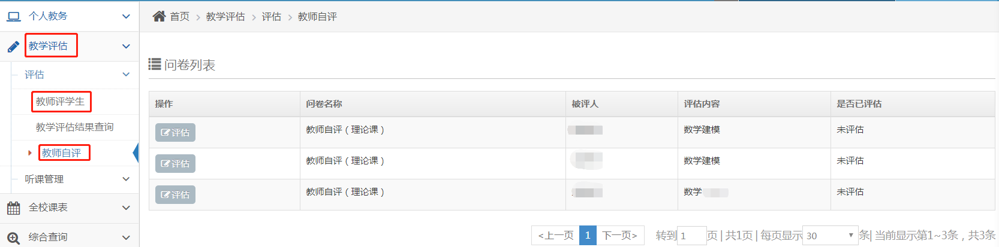 个人教务
教学评估
评估
教师评学生
教学评估结果查询
教师自评
听课管理
全校课表
综合查询
首页 > 教学评估 > 评估 > 教师自评
问卷列表
操作 问卷名称 被评人 评估内容 是否已评估
评估 教师自评（理论课） 数学建模 未评估
评估 教师自评（理论课） 数学建模 未评估
评估 教师自评（理论课） 数学 未评估
<上一页 1 下一页> 转到 1 页 | 共1页 | 每页显示 30 条| 当前显示第1~3条，共3条